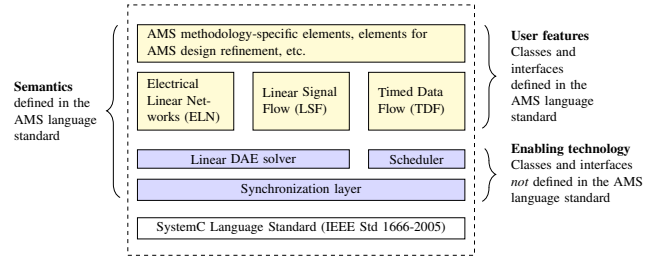 AMS methodology-specific elements, elements for
AMS design refinement, etc.
Electrical
Linear Net-
works (ELN)
Linear Signal
Flow (LSF)
Timed Data
Flow (TDF)
Linear DAE solver
Scheduler
Synchronization layer
SystemC Language Standard (IEEE Std 1666-2005)
Semantics
defined in the
AMS language
standard
User features
Classes and
interfaces
defined in the
AMS language
standard
Enabling technology
Classes and interfaces
not defined in the AMS
language standard